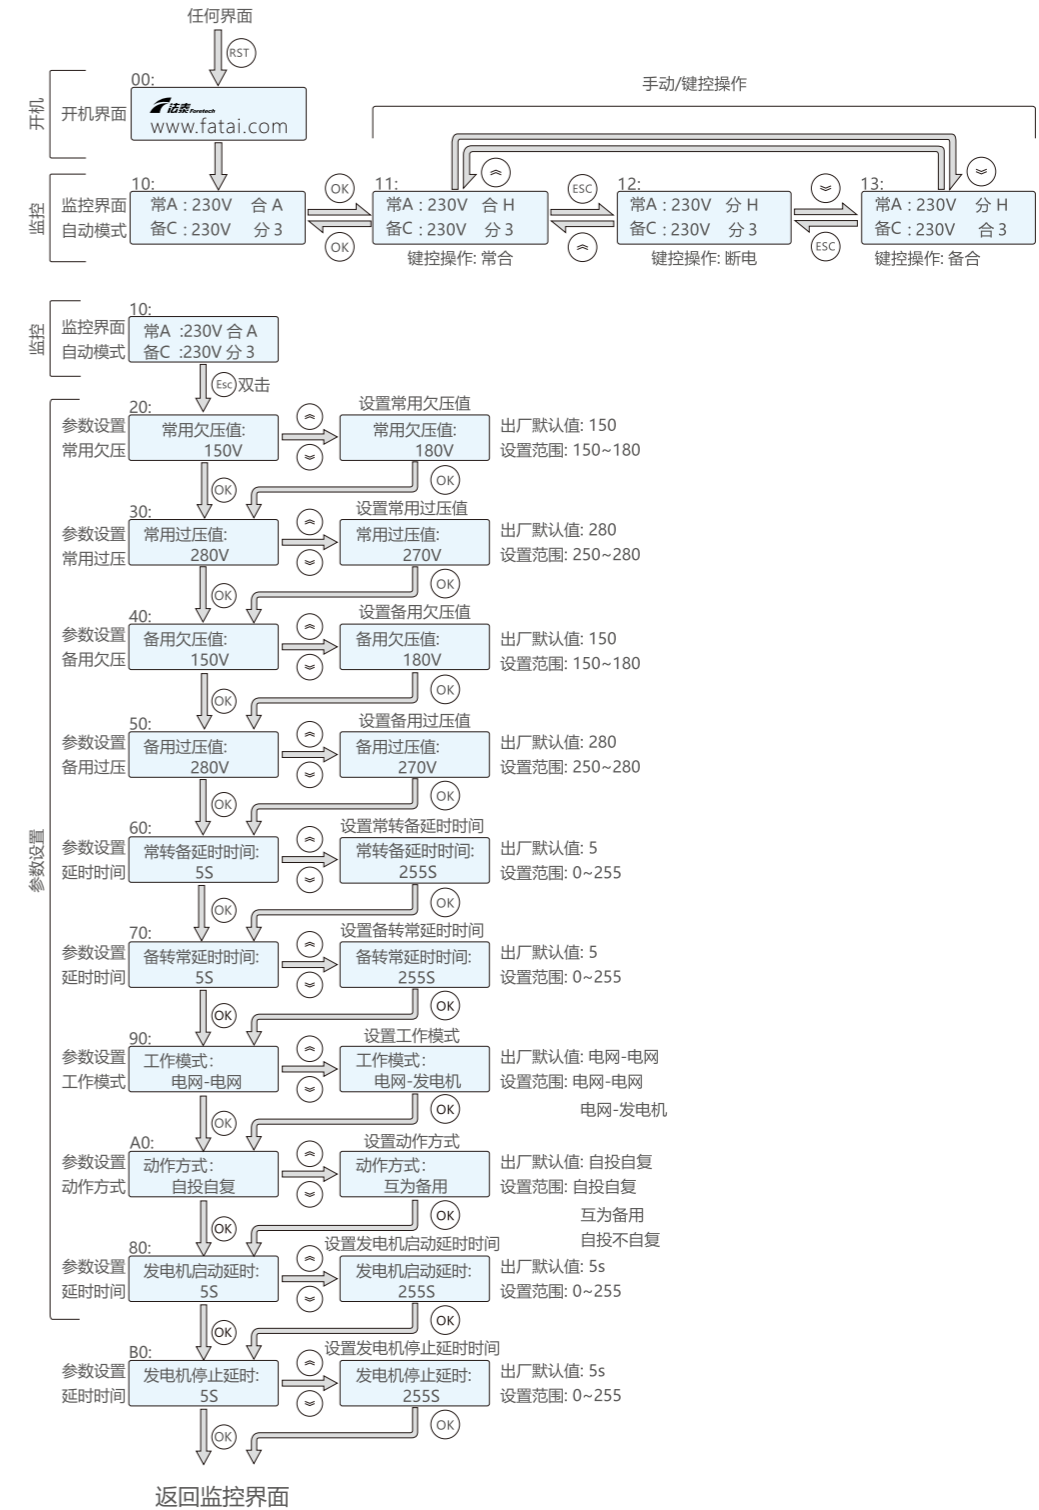 任何界面
RST
00:
开机
开机界面
法泰 Foretech
www.fatai.com
手动/键控操作
监控
监控界面
自动模式
10:
常A : 230V 合 A
备C : 230V 分 3
OK
OK
11:
常A : 230V 合 H
备C : 230V 分 3
键控操作: 常合
ESC
12:
常A : 230V 分 H
备C : 230V 分 3
键控操作: 断电
ESC
13:
常A : 230V 分 H
备C : 230V 合 3
键控操作: 备合
监控
监控界面
自动模式
10:
常A :230V 合 A
备C :230V 分 3
Esc 双击
参数设置
20:
参数设置
常用欠压
常用欠压值:
150V
设置常用欠压值
常用欠压值:
180V
出厂默认值: 150
设置范围: 150~180
OK
OK
30:
参数设置
常用过压
常用过压值:
280V
设置常用过压值
常用过压值:
270V
出厂默认值: 280
设置范围: 250~280
OK
OK
40:
参数设置
备用欠压
备用欠压值:
150V
设置备用欠压值
备用欠压值:
180V
出厂默认值: 150
设置范围: 150~180
OK
OK
50:
参数设置
备用过压
备用过压值:
280V
设置备用过压值
备用过压值:
270V
出厂默认值: 280
设置范围: 250~280
OK
OK
60:
参数设置
延时时间
常转备延时时间:
5S
设置常转备延时时间
常转备延时时间:
255S
出厂默认值: 5
设置范围: 0~255
OK
OK
70:
参数设置
延时时间
备转常延时时间:
5S
设置备转常延时时间
备转常延时时间:
255S
出厂默认值: 5
设置范围: 0~255
OK
OK
90:
参数设置
工作模式
工作模式:
电网-电网
设置工作模式
工作模式:
电网-发电机
出厂默认值: 电网-电网
设置范围: 电网-电网
电网-发电机
OK
OK
A0:
参数设置
动作方式
动作方式:
自投自复
设置动作方式
动作方式:
互为备用
出厂默认值: 自投自复
设置范围: 自投自复
互为备用
自投不自复
OK
OK
80:
参数设置
延时时间
发电机启动延时:
5S
设置发电机启动延时时间
发电机启动延时:
255S
出厂默认值: 5s
设置范围: 0~255
OK
OK
B0:
参数设置
延时时间
发电机停止延时:
5S
设置发电机停止延时时间
发电机停止延时:
255S
出厂默认值: 5s
设置范围: 0~255
OK
OK
返回监控界面